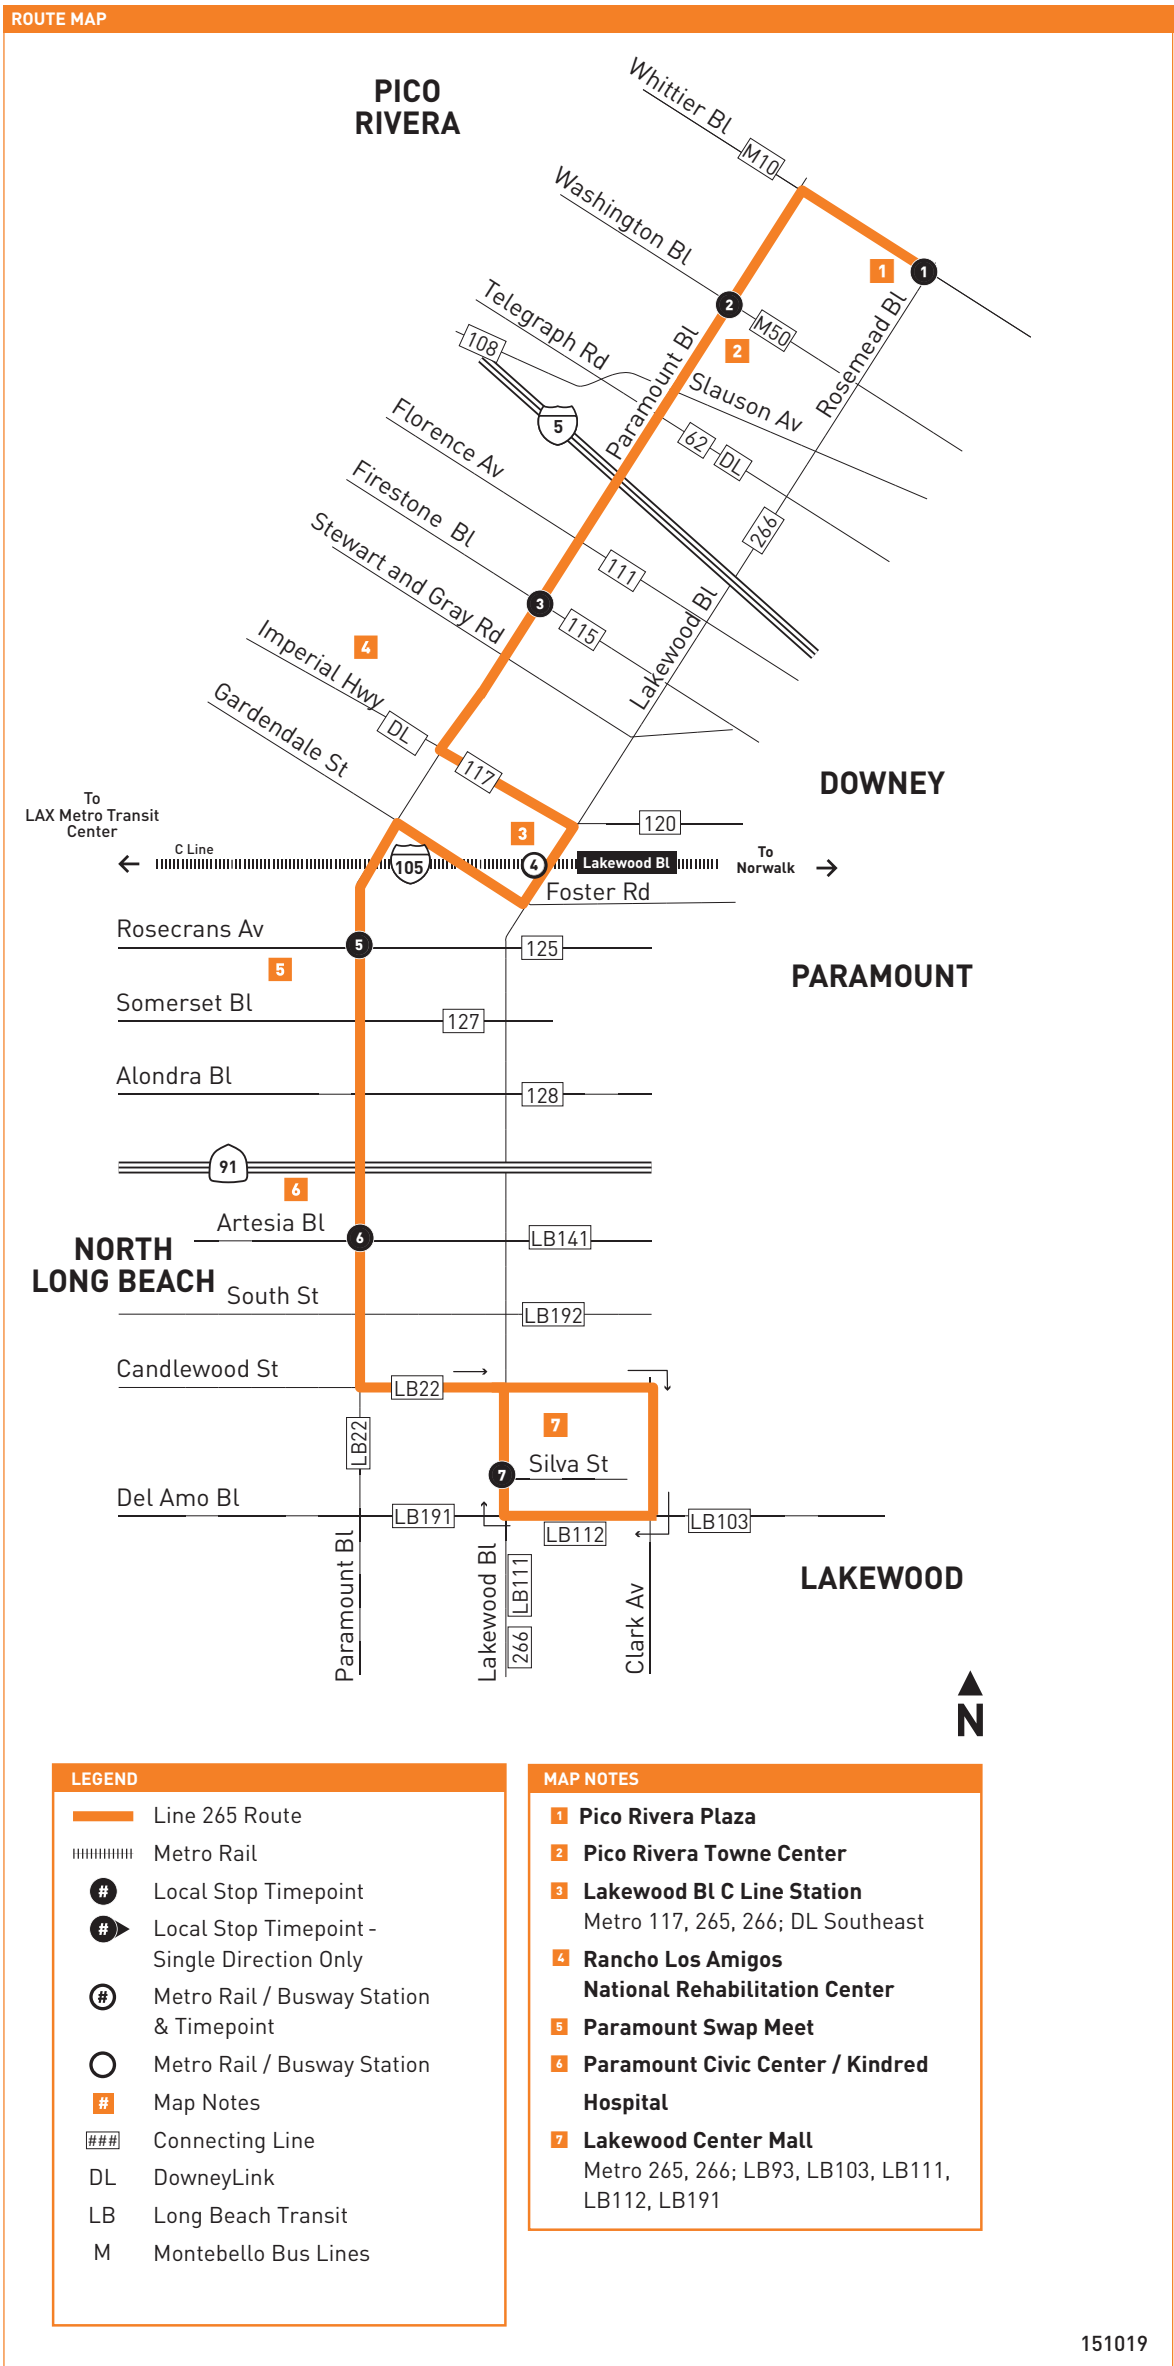 ROUTE MAP
PICO
RIVERA
Whittier Bl
M10
Washington Bl
1
1
2
M50
2
Telegraph Rd
108
Paramount Bl
Slauson Av
Rosemead Bl
5
62
DL
Florence Av
Firestone Bl
266
Stewart and Gray Rd
111
3
115
Lakewood Bl
Imperial Hwy
4
DL
Gardendale St
117
DOWNEY
To
LAX Metro Transit
Center
C Line
3
120
105
4
Lakewood Bl
To
Norwalk
Foster Rd
Rosecrans Av
5
125
5
PARAMOUNT
Somerset Bl
127
Alondra Bl
128
91
6
Artesia Bl
6
LB141
NORTH
LONG BEACH
South St
LB192
Candlewood St
LB22
LB22
7
7
Silva St
Del Amo Bl
LB191
LB112
LB103
Paramount Bl
Lakewood Bl
LB111
266
Clark Av
LAKEWOOD
N
LEGEND
Line 265 Route
Metro Rail
# Local Stop Timepoint
# Local Stop Timepoint -
Single Direction Only
# Metro Rail / Busway Station
& Timepoint
Metro Rail / Busway Station
# Map Notes
### Connecting Line
DL DowneyLink
LB Long Beach Transit
M Montebello Bus Lines
MAP NOTES
1 Pico Rivera Plaza
2 Pico Rivera Towne Center
3 Lakewood Bl C Line Station
Metro 117, 265, 266; DL Southeast
4 Rancho Los Amigos
National Rehabilitation Center
5 Paramount Swap Meet
6 Paramount Civic Center / Kindred
Hospital
7 Lakewood Center Mall
Metro 265, 266; LB93, LB103, LB111,
LB112, LB191
151019